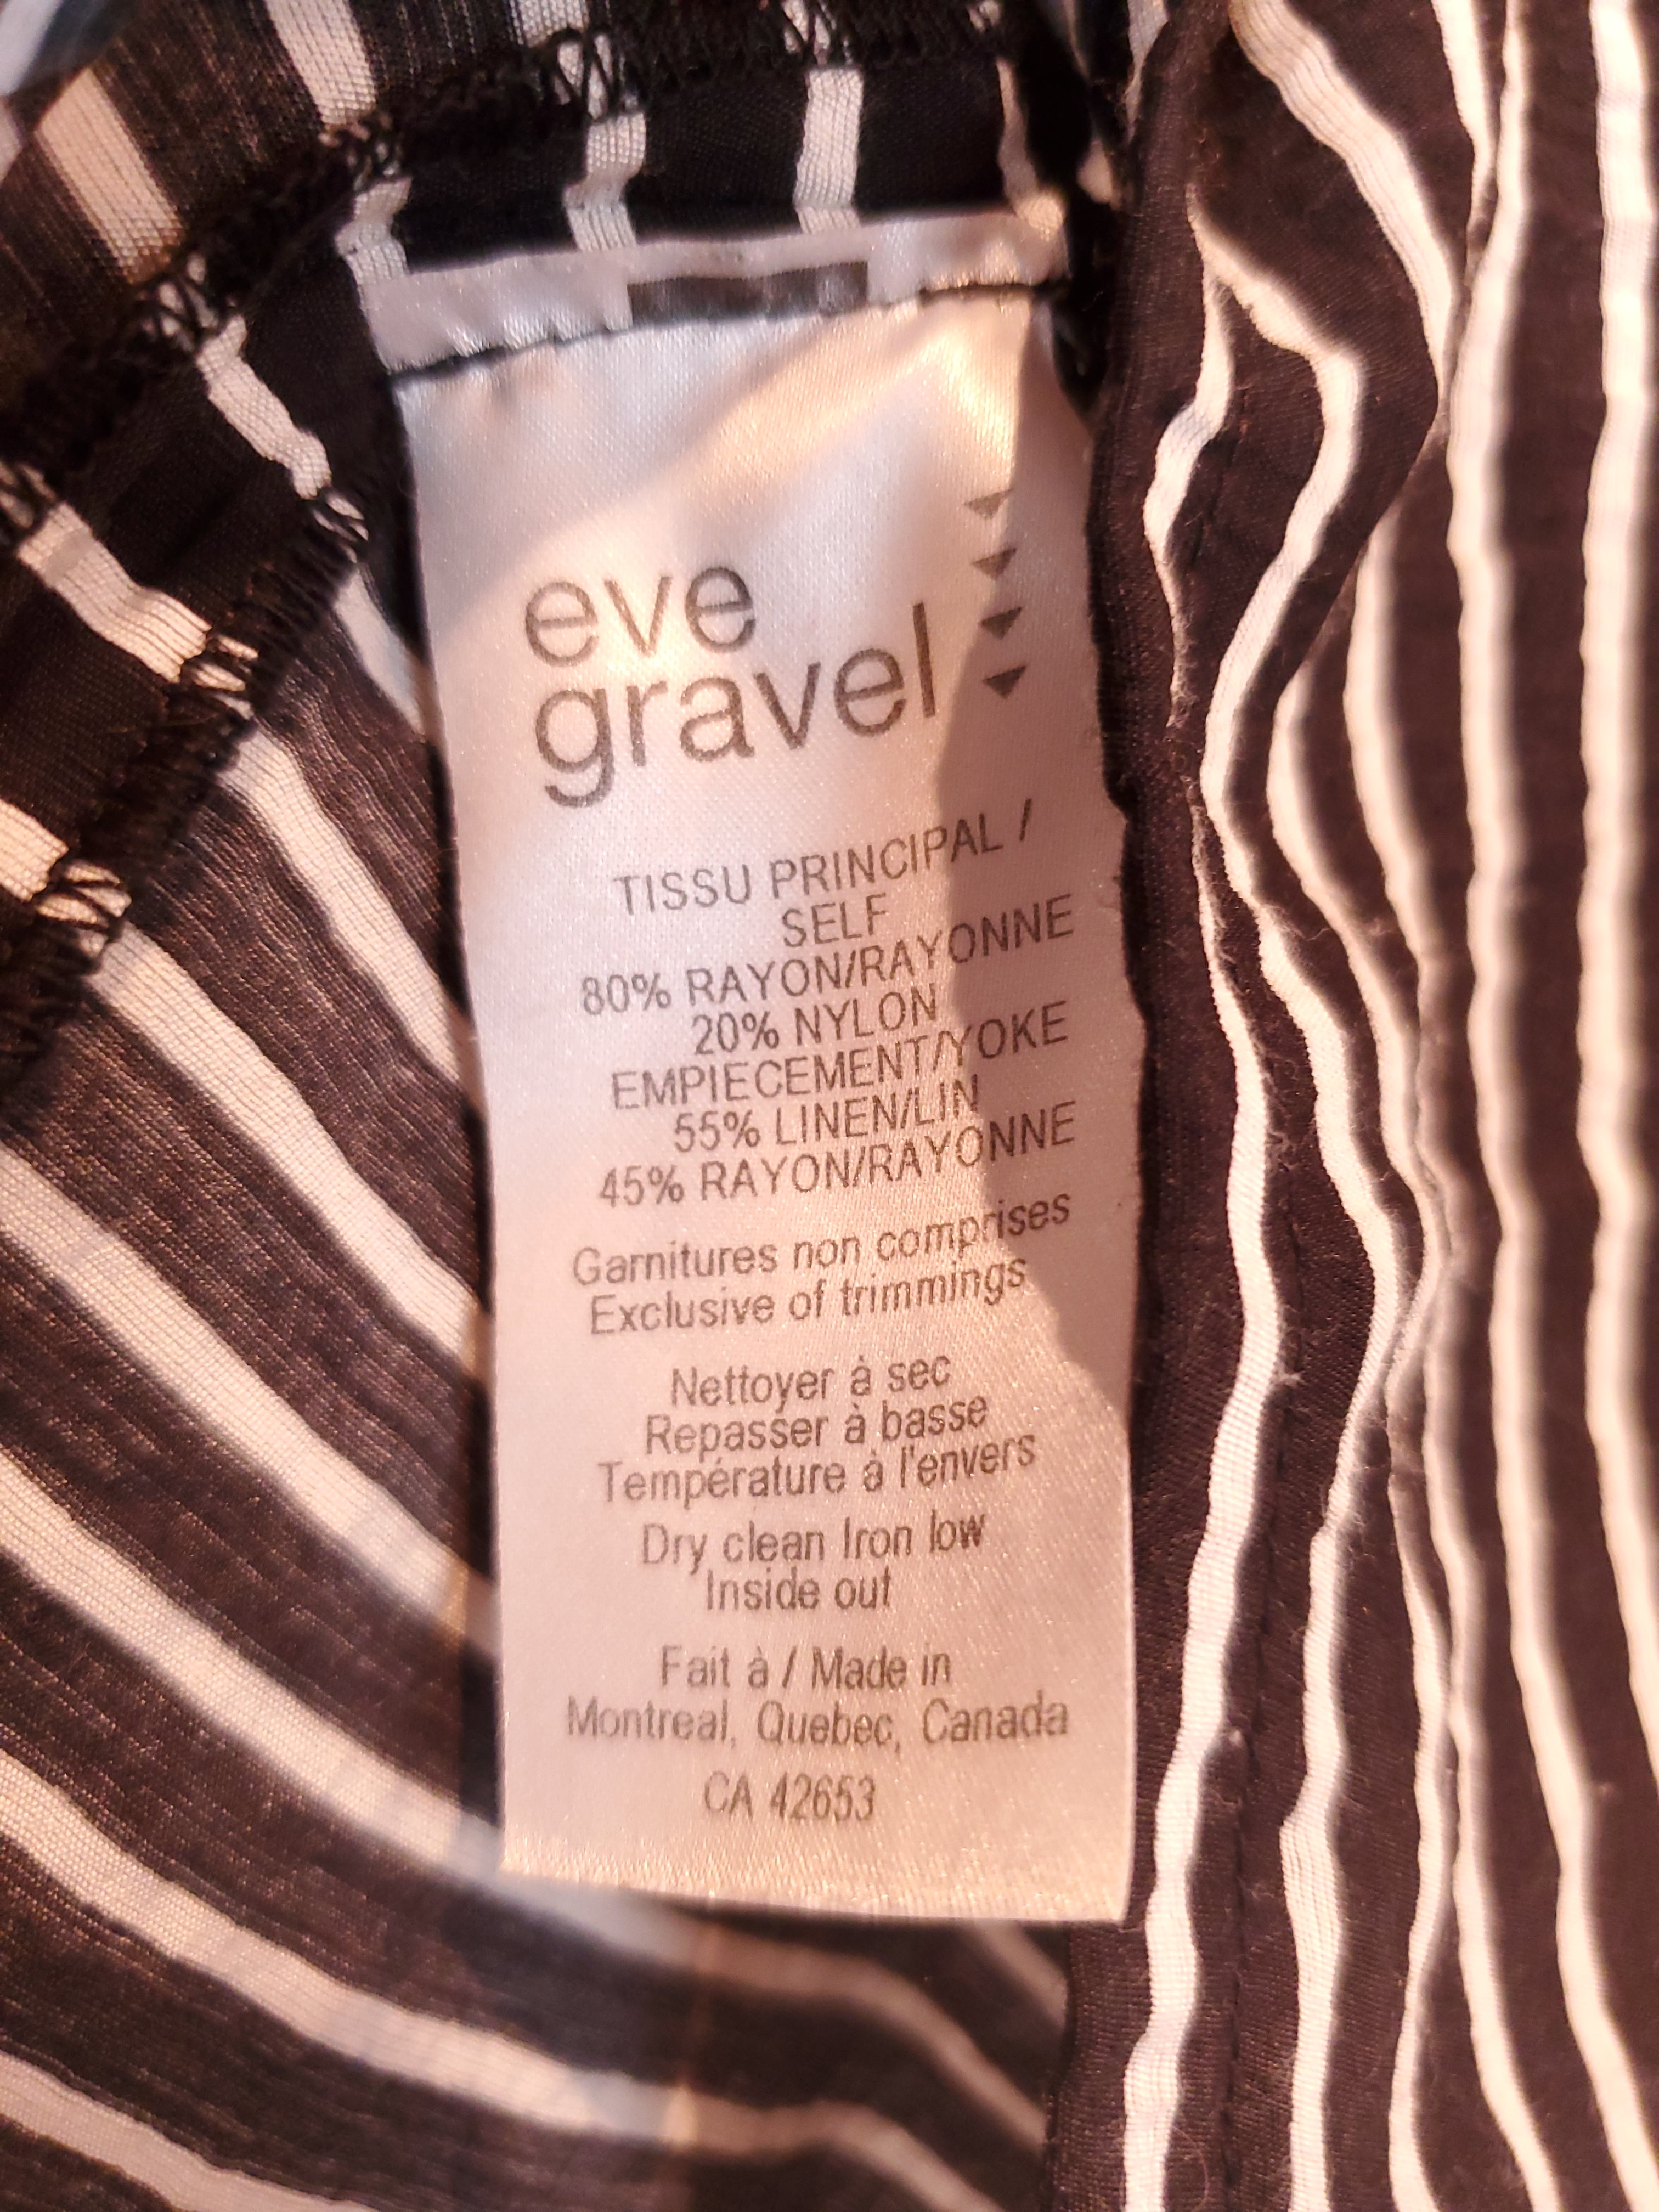 eve
gravel
TISSU PRINCIPAL /
SELF
80% RAYON/RAYONNE
20% NYLON
EMPIECEMENT/YOKE
55% LINEN/LIN
45% RAYON/RAYONNE
Garnitures non comprises
Exclusive of trimmings
Nettoyer à sec
Repasser à basse
Température à l'envers
Dry clean Iron low
Inside out
Fait à / Made in
Montreal, Quebec, Canada
CA 42653